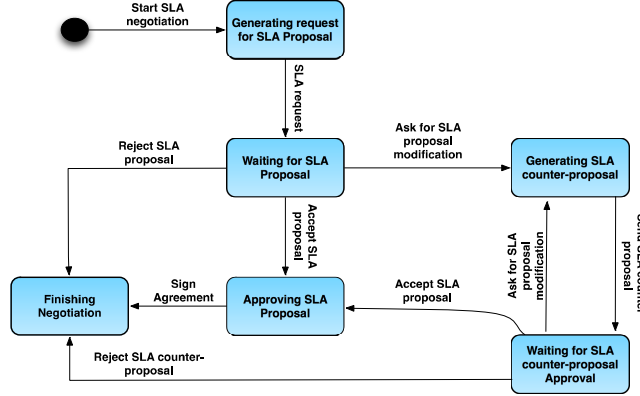 Start SLA
negotiation
Generating request
for SLA Proposal
SLA request
Reject SLA
proposal
Waiting for SLA
Proposal
Ask for SLA
proposal
modification
Generating SLA
counter-proposal
Accept SLA
proposal
Ask for SLA
proposal
modification
proposal
Finishing
Negotiation
Sign
Agreement
Approving SLA
Proposal
Accept SLA
proposal
Reject SLA counter-
proposal
Waiting for SLA
counter-proposal
Approval